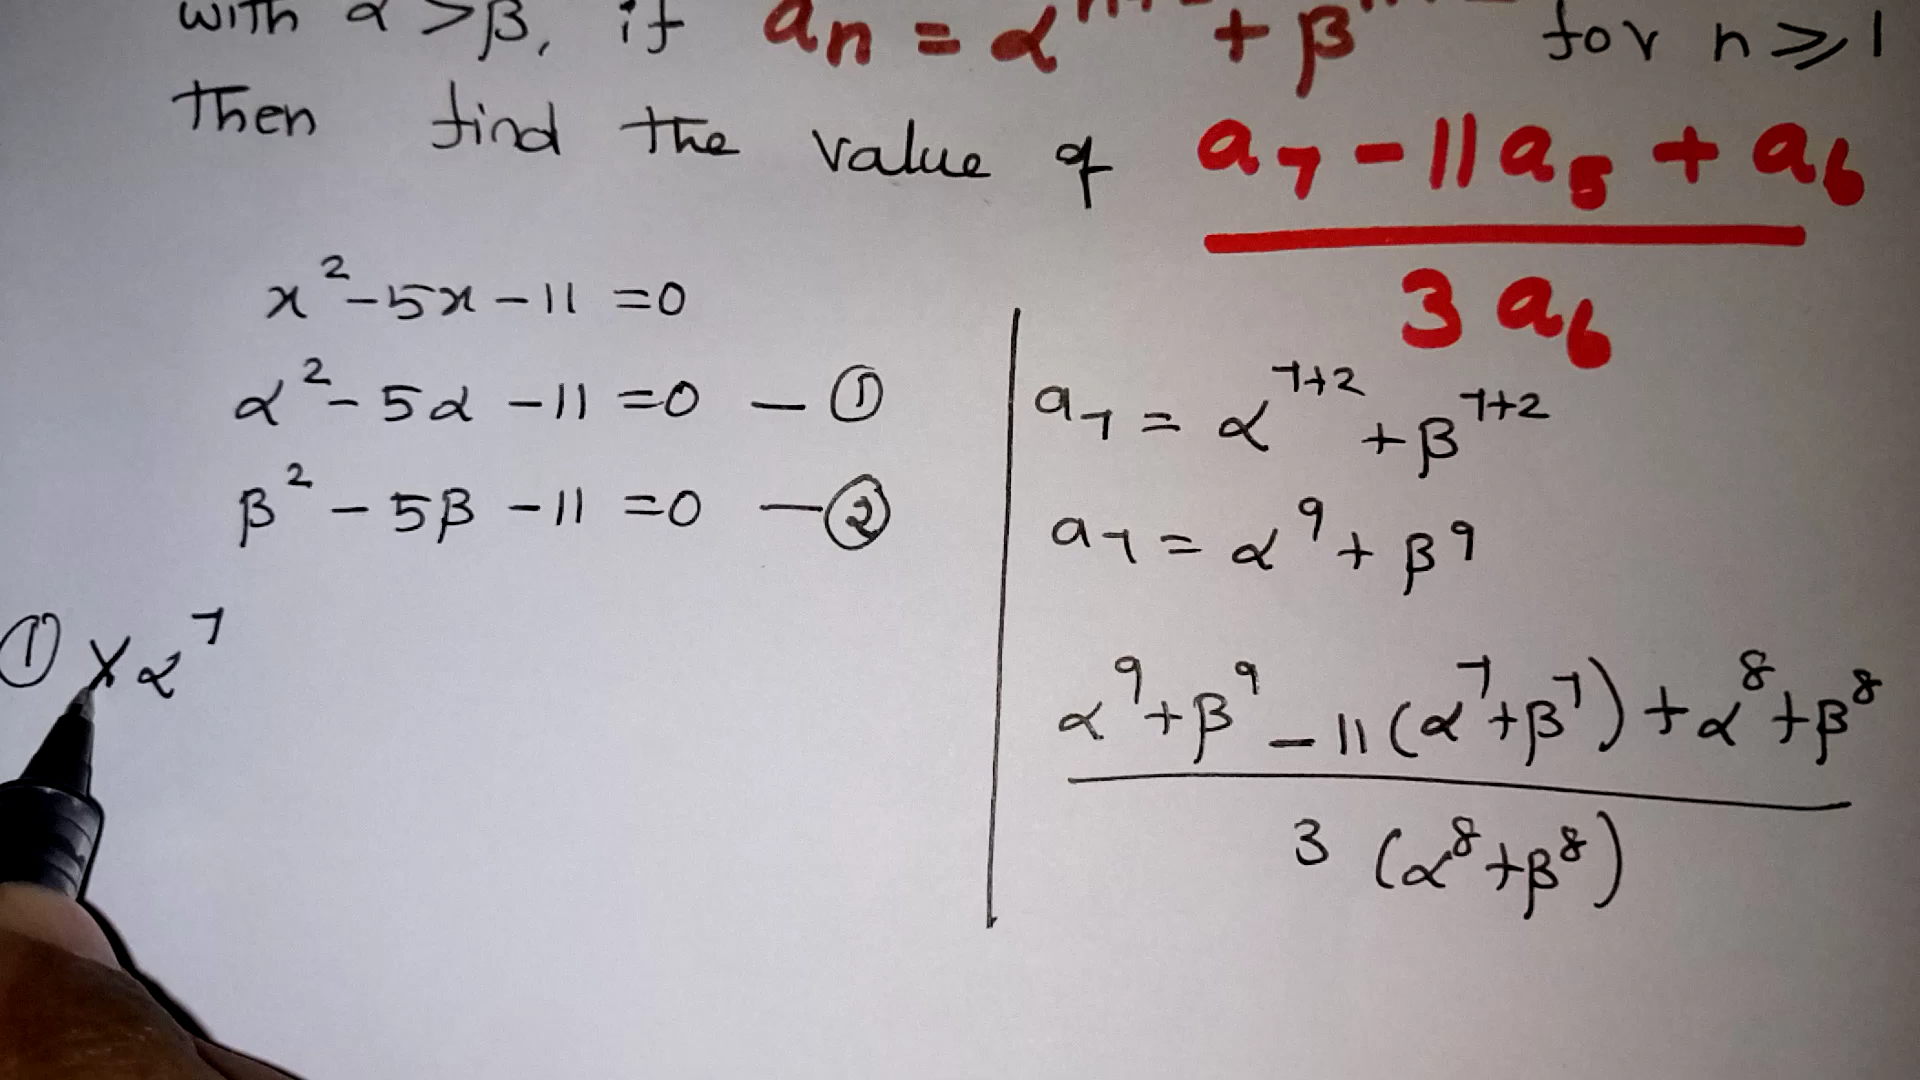 with α > β, if aₙ = α + β for n ⩾ 1
then find the value of (a₇ - 11a₅ + a₆) / 3a₆
x² - 5x - 11 = 0
α² - 5α - 11 = 0 — ①
β² - 5β - 11 = 0 — ②
① × α⁷
a₇ = α⁷⁺² + β⁷⁺²
a₇ = α⁹ + β⁹
α⁹ + β⁹ - 11(α⁷ + β⁷) + α⁸ + β⁸
3 (α⁸ + β⁸)